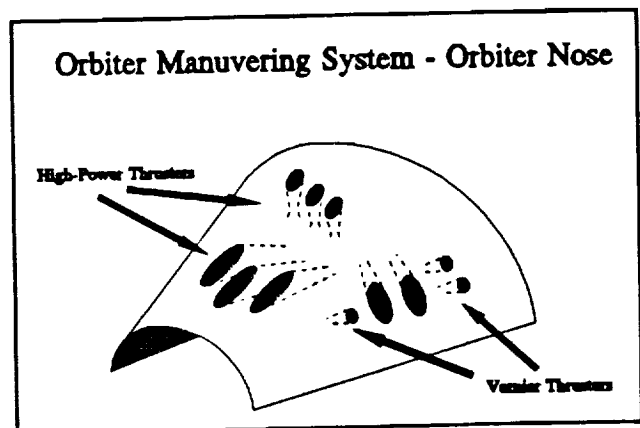 Orbiter Manuvering System - Orbiter Nose
High-Power Thrusters
Vernier Thrusters